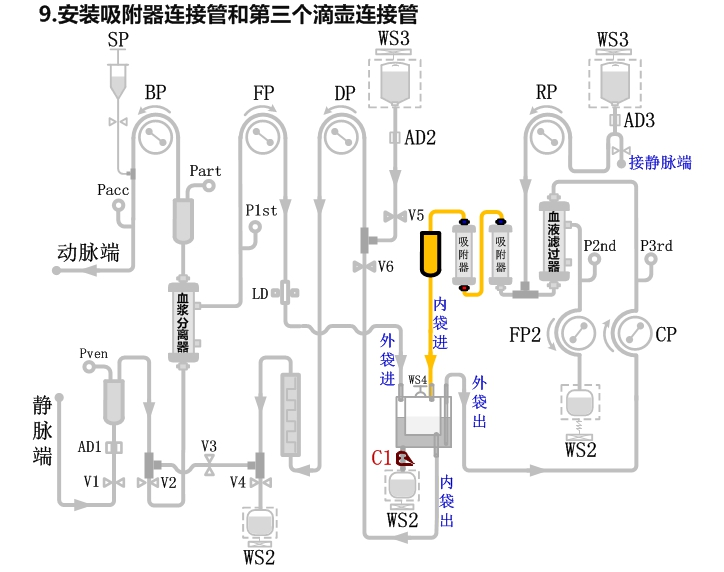 9.安装吸附器连接管和第三个滴壶连接管
SP
BP
FP
DP
WS3
RP
WS3
AD2
AD3
接静脉端
Pacc
Part
P1st
V5
V6
动脉端
吸附器
吸附器
血液滤过器
P2nd
P3rd
LD
血浆分离器
内袋进
外袋进
FP2
CP
Pven
WS4
外袋出
静脉端
AD1
V3
C1
V1
V2
V4
内袋出
WS2
WS2
WS2